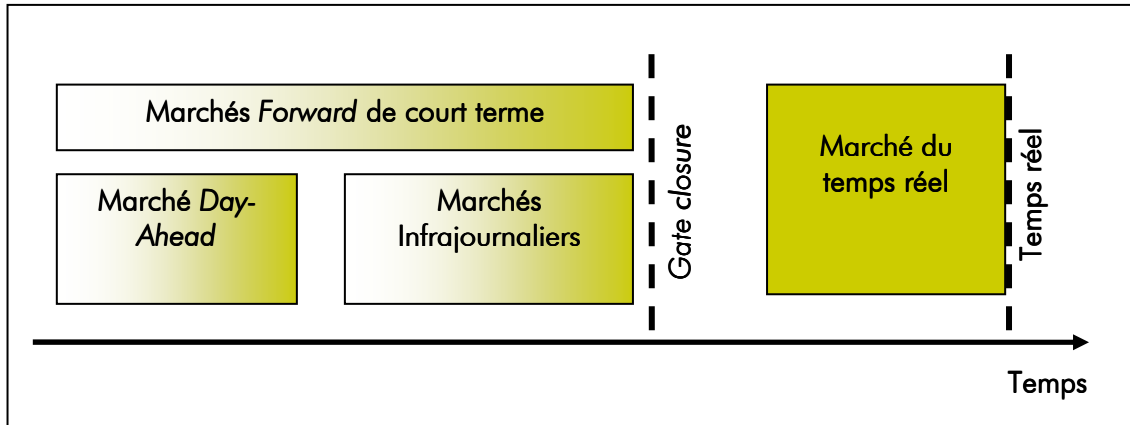 Marchés Forward de court terme
Marché Day-
Ahead
Marchés
Infrajournaliers
Gate closure
Marché du
temps réel
Temps réel
Temps